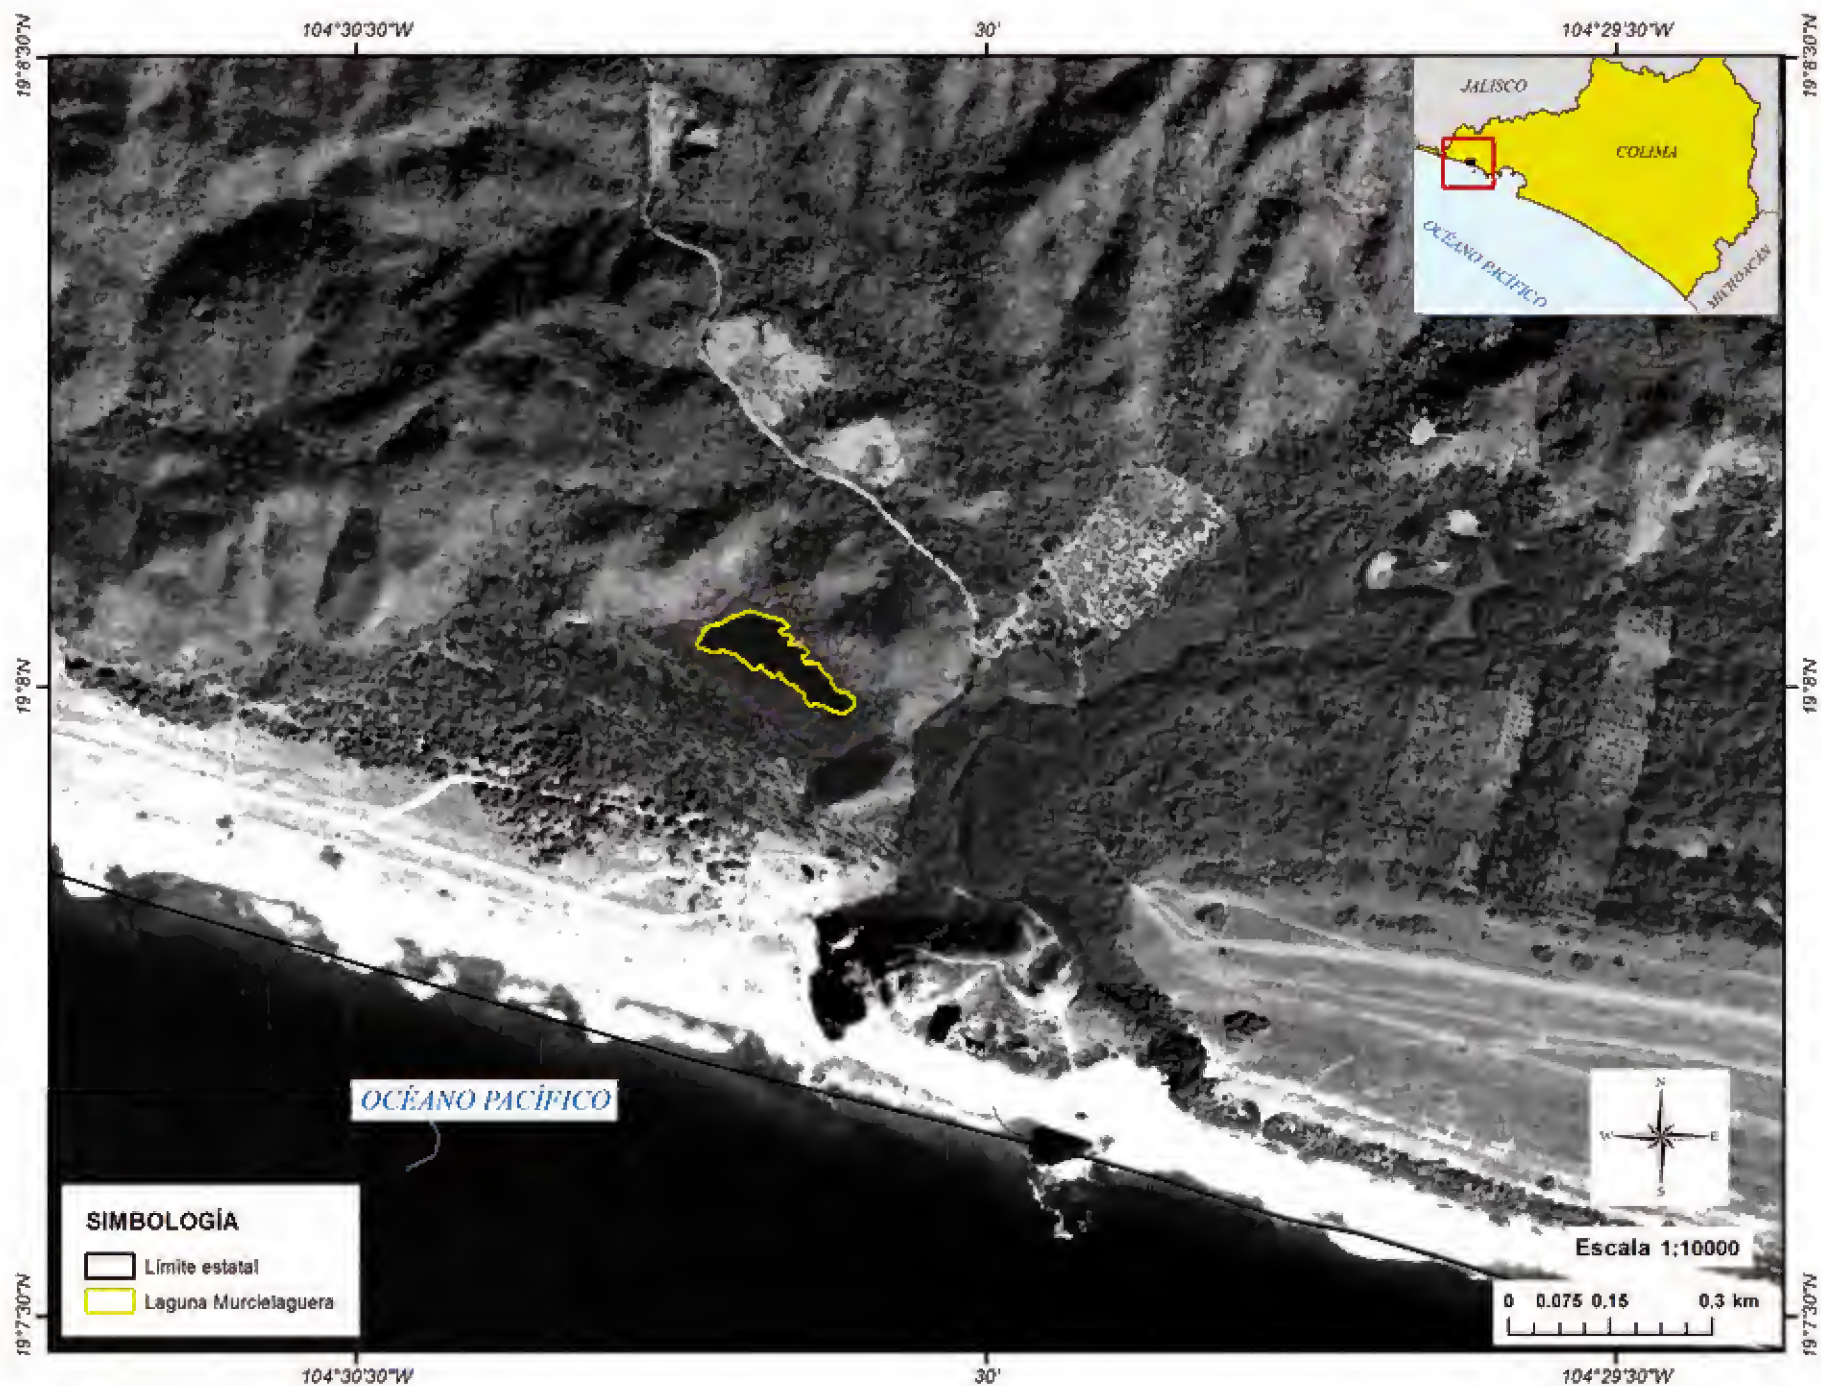 104°30'30"W
30'
104°29'30"W
19°8'30"N
19°8'30"N
JALISCO
COLIMA
OCÉANO PACÍFICO
MICHOACÁN
19°8'N
19°8'N
OCÉANO PACÍFICO
N
W
E
S
SIMBOLOGÍA
Límite estatal
Laguna Murcielaguera
Escala 1:10000
0 0.075 0.15 0.3 km
19°7'30"N
19°7'30"N
104°30'30"W
30'
104°29'30"W